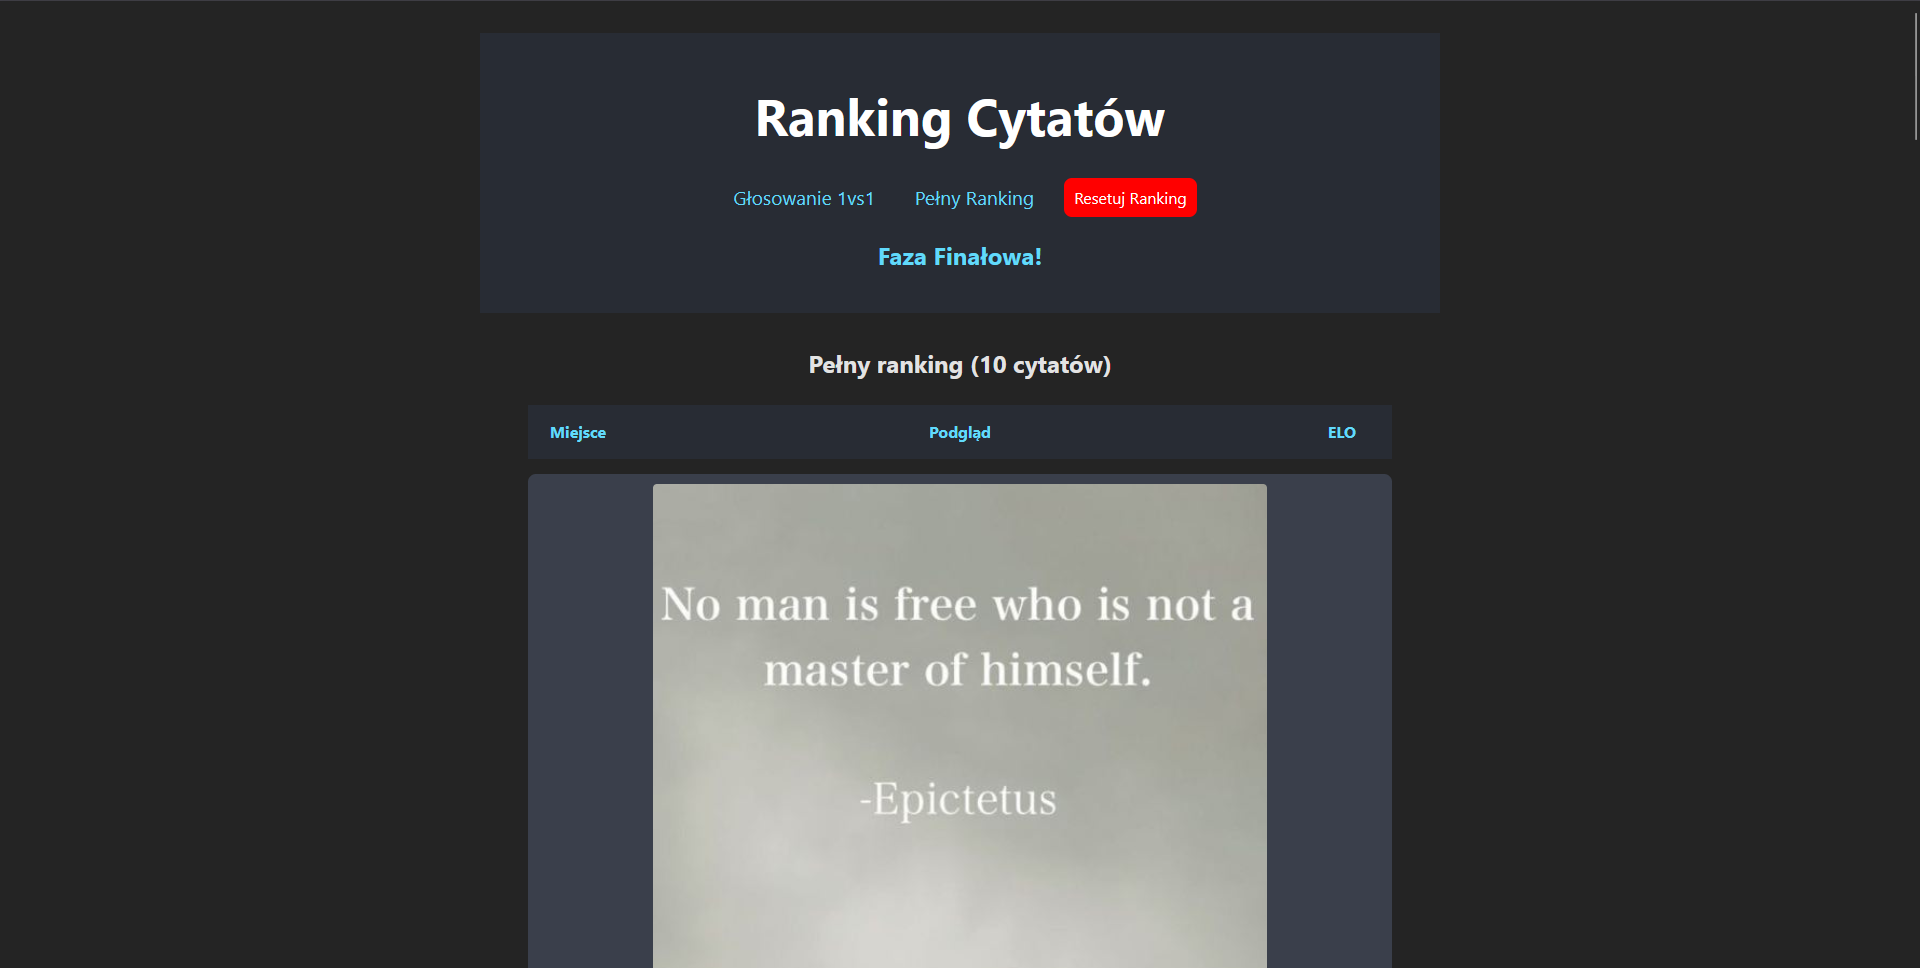 Ranking Cytatów
Głosowanie 1vs1 Pełny Ranking Resetuj Ranking
Faza Finałowa!
Pełny ranking (10 cytatów)
Miejsce Podgląd ELO
No man is free who is not a
master of himself.
-Epictetus